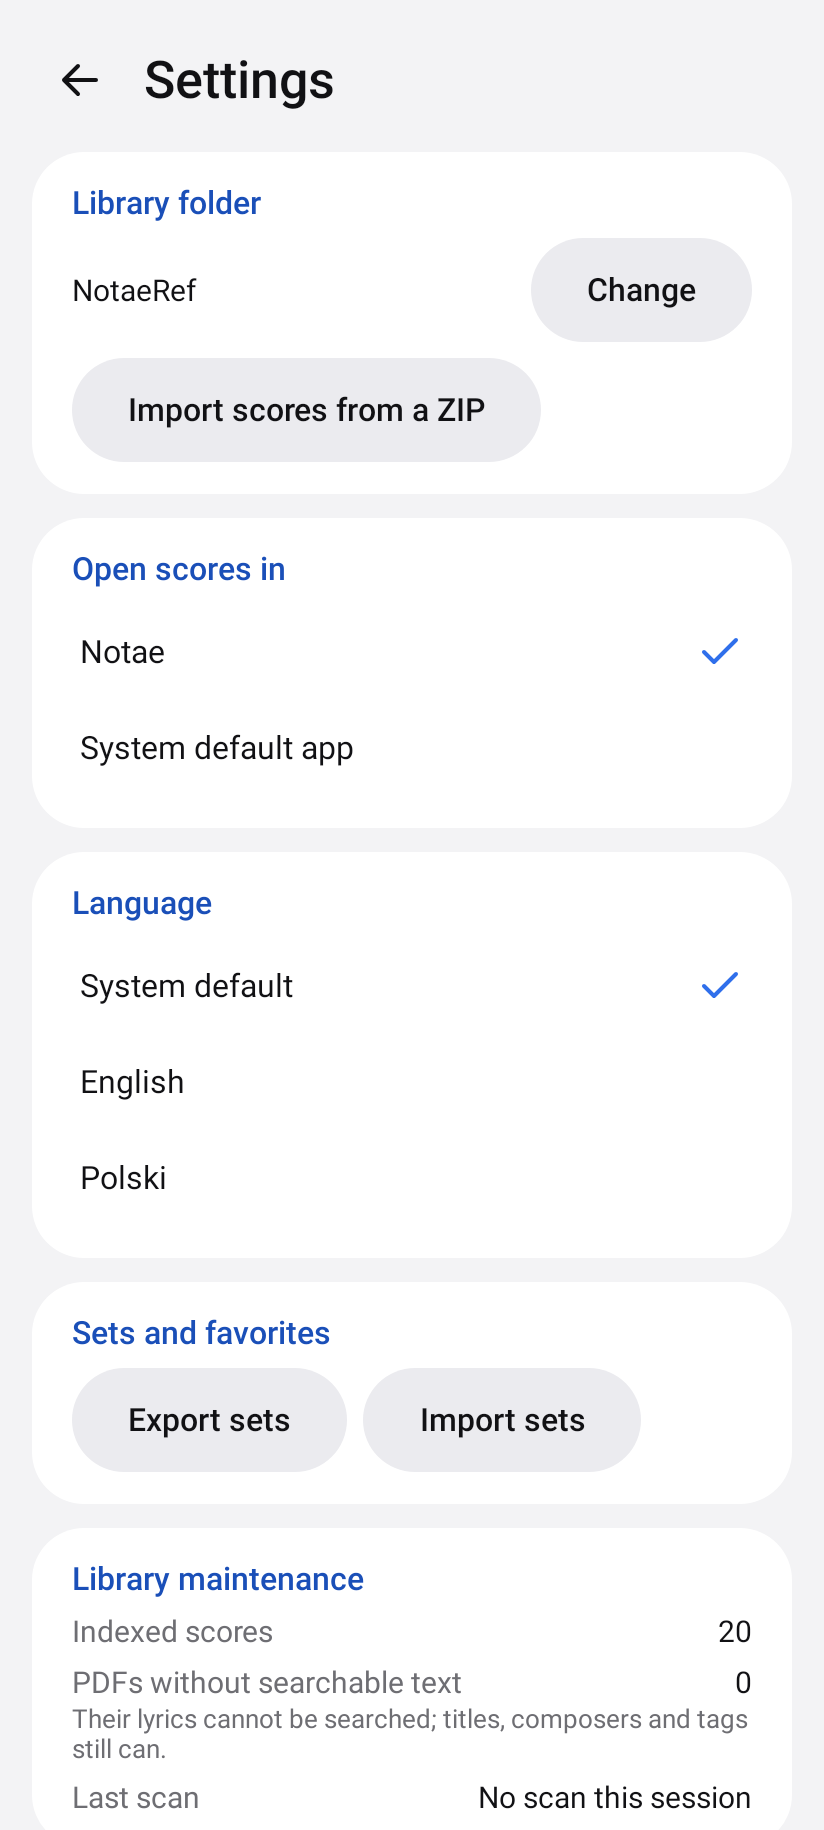 Settings
Library folder
NotaeRef
Change
Import scores from a ZIP
Open scores in
Notae
System default app
Language
System default
English
Polski
Sets and favorites
Export sets
Import sets
Library maintenance
Indexed scores
20
PDFs without searchable text
0
Their lyrics cannot be searched; titles, composers and tags
still can.
Last scan
No scan this session